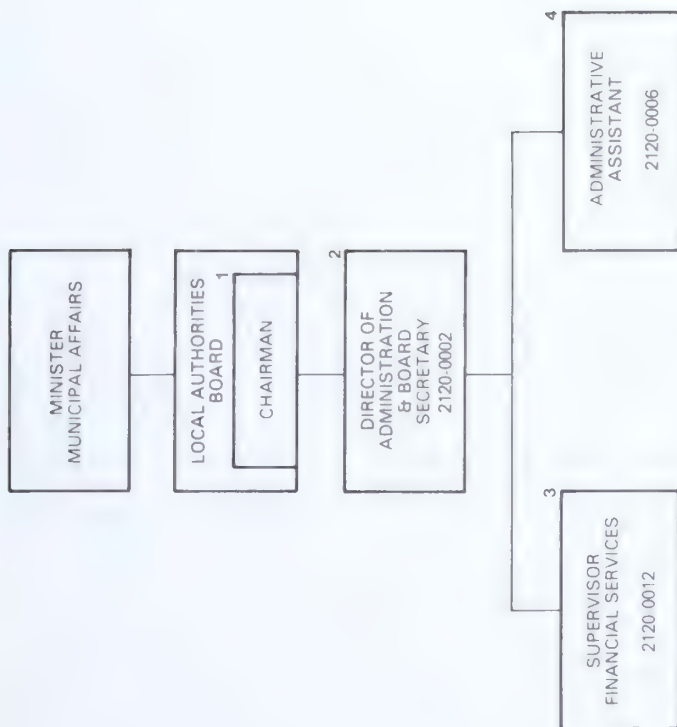 MINISTER
MUNICIPAL AFFAIRS
LOCAL AUTHORITIES
BOARD
1
CHAIRMAN
2
DIRECTOR OF
ADMINISTRATION
& BOARD
SECRETARY
2120-0002
3
SUPERVISOR
FINANCIAL SERVICES
2120 0012
4
ADMINISTRATIVE
ASSISTANT
2120-0006